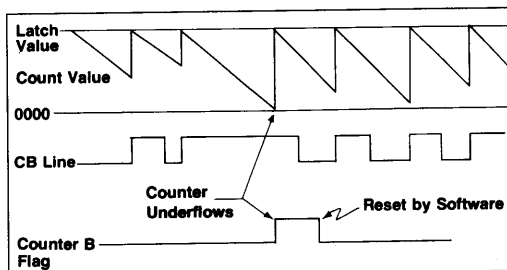 Latch
Value
Count Value
0000
CB Line
Counter
Underflows
Reset by Software
Counter B
Flag